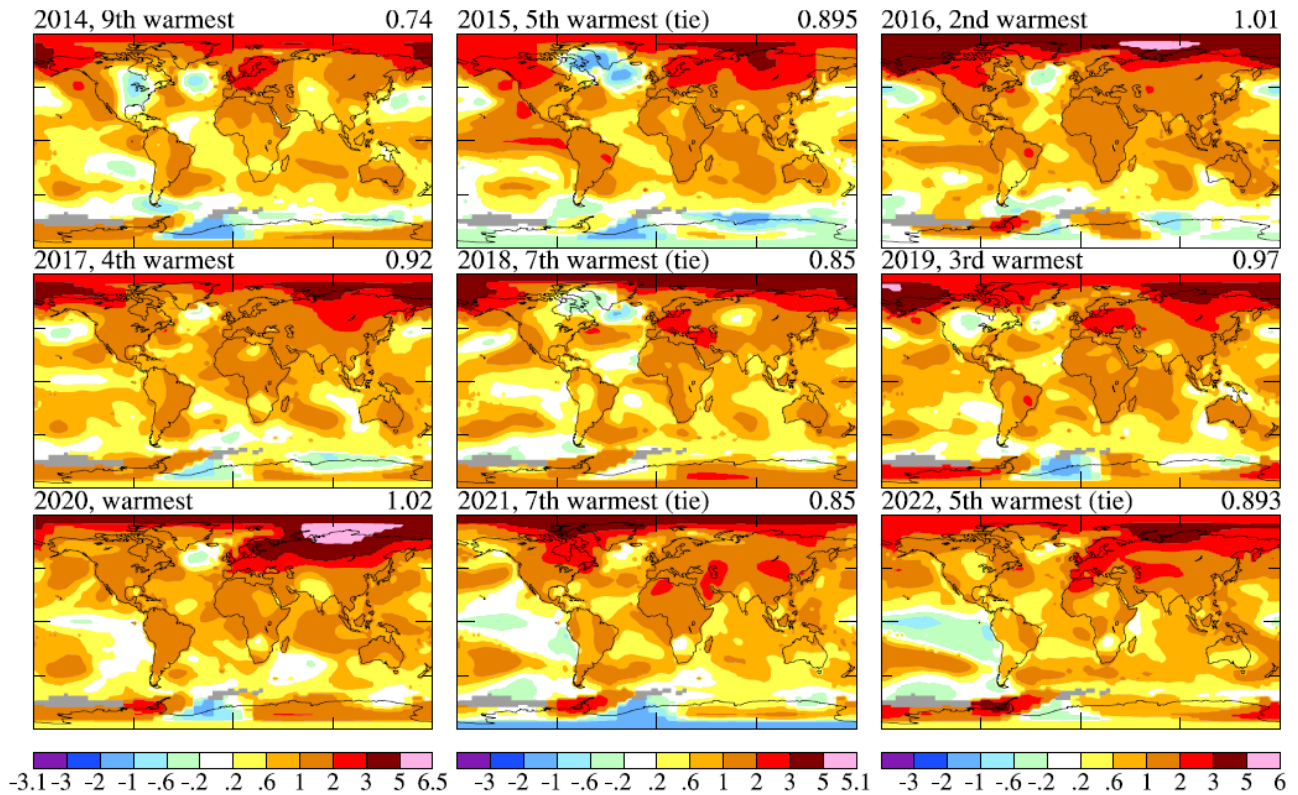 2014, 9th warmest 0.74 2015, 5th warmest (tie) 0.895 2016, 2nd warmest 1.01
2017, 4th warmest 0.92 2018, 7th warmest (tie) 0.85 2019, 3rd warmest 0.97
2020, warmest 1.02 2021, 7th warmest (tie) 0.85 2022, 5th warmest (tie) 0.893
-3.1 -3 -2 -1 -.6 -.2 .2 .6 1 2 3 5 6.5 -3 -2 -1 -.6 -.2 .2 .6 1 2 3 5 5.1 -3 -2 -1 -.6 -.2 .2 .6 1 2 3 5 6